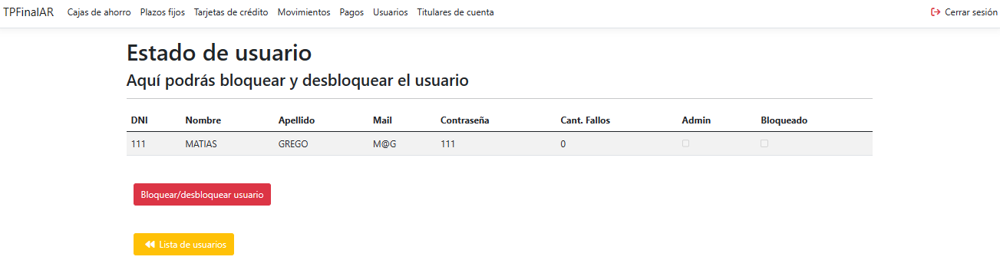 TPFinalAR Cajas de ahorro Plazos fijos Tarjetas de crédito Movimientos Pagos Usuarios Titulares de cuenta Cerrar sesión
Estado de usuario
Aquí podrás bloquear y desbloquear el usuario
DNI Nombre Apellido Mail Contraseña Cant. Fallos Admin Bloqueado
111 MATIAS GREGO M@G 111 0
Bloquear/desbloquear usuario
Lista de usuarios